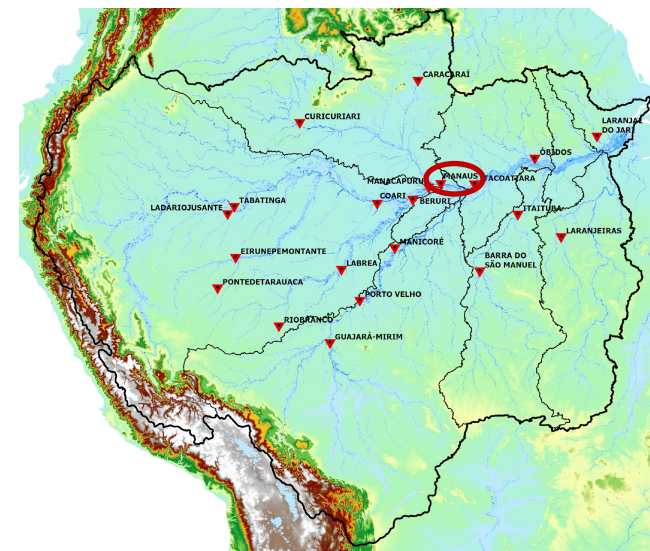 CARACARAÍ
CURICURIARI
LARANJAL
DO JARI
ÓBIDOS
MANAUS
MANACAPURU
ITACOATIARA
TABATINGA
COARI
BERURI
LADÁRIOJUSANTE
ITAITUBA
LARANJEIRAS
MANICORÉ
EIRUNEPEMONTANTE
BARRA DO
SÃO MANUEL
LABREA
PONTEDETARAUACA
PORTO VELHO
RIOBRANCO
GUAJARÁ-MIRIM